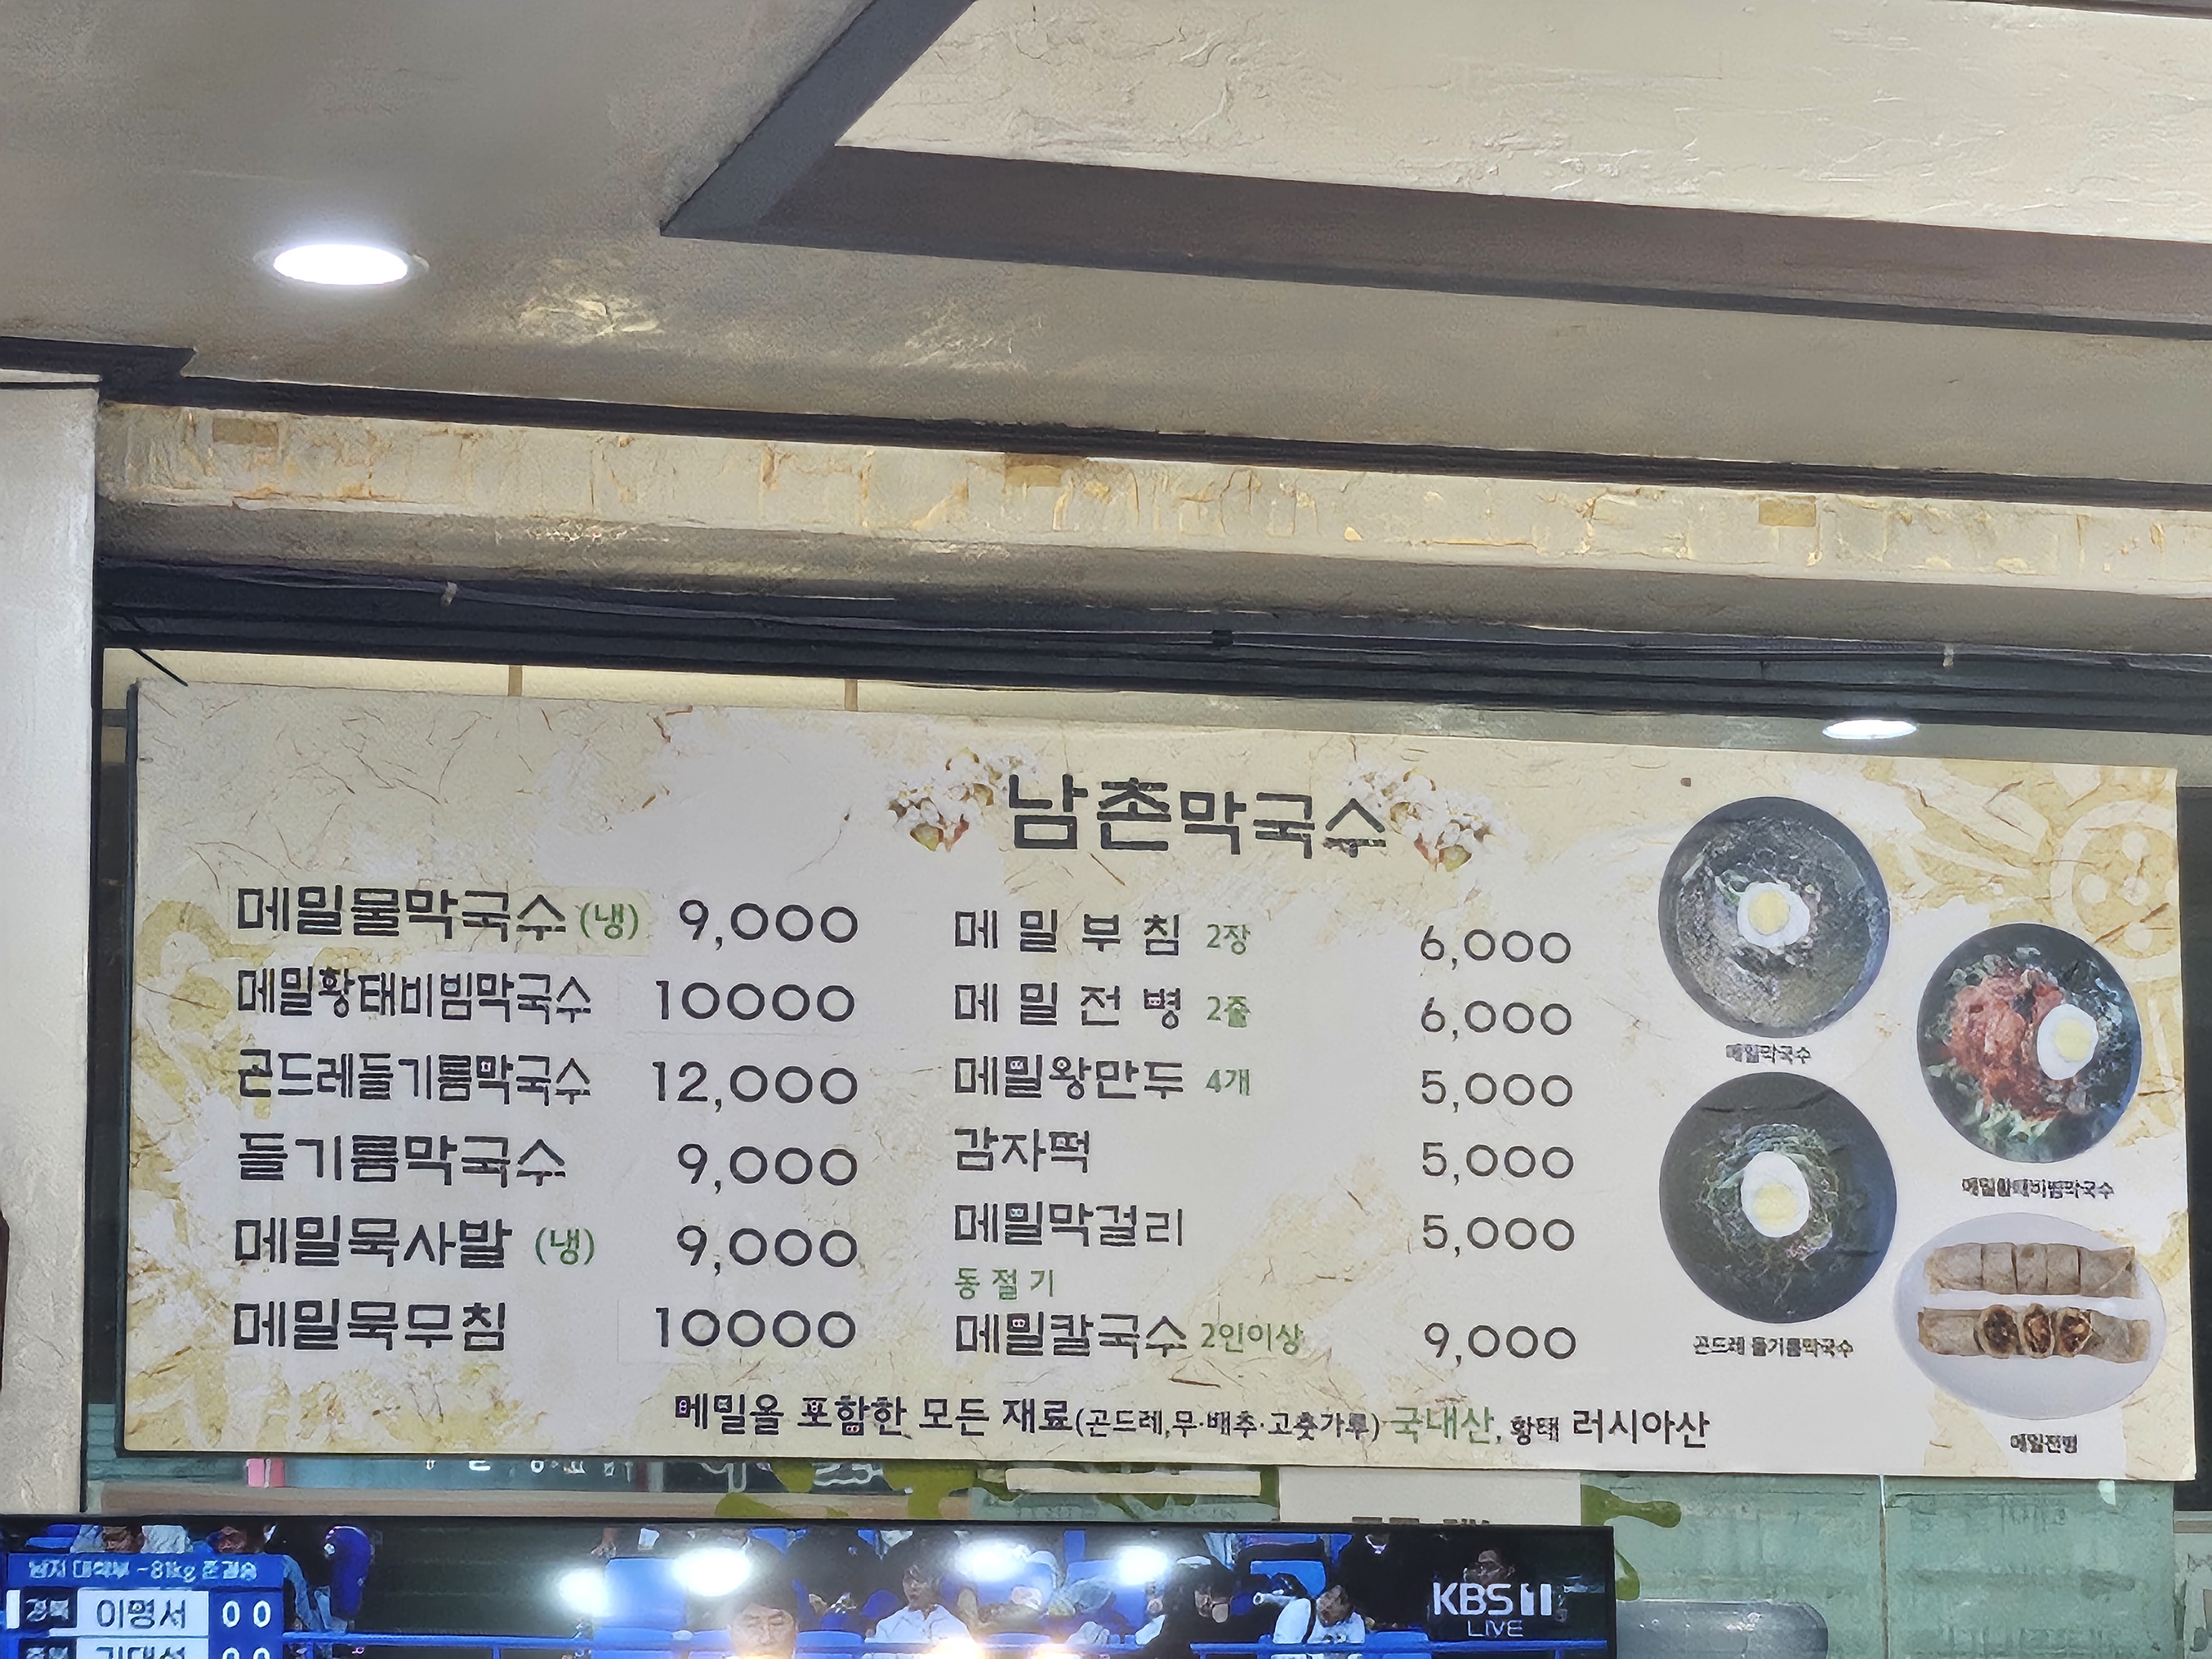 남촌막국수
메밀물막국수 (냉) 9,000
메밀황태비빔막국수 10000
곤드레들기름막국수 12,000
들기름막국수 9,000
메밀묵사발 (냉) 9,000
메밀묵무침 10000
메밀부침 2장 6,000
메밀전병 2줄 6,000
메밀왕만두 4개 5,000
감자떡 5,000
메밀막걸리 5,000
동절기
메밀칼국수 2인이상 9,000
메밀을 포함한 모든 재료(곤드레,무·배추·고춧가루) 국내산, 황태 러시아산
메밀막국수
메밀황태비빔막국수
곤드레 들기름막국수
메밀전병
-81kg 준결승
이명서 0 0
0 0
KBS 1
LIVE